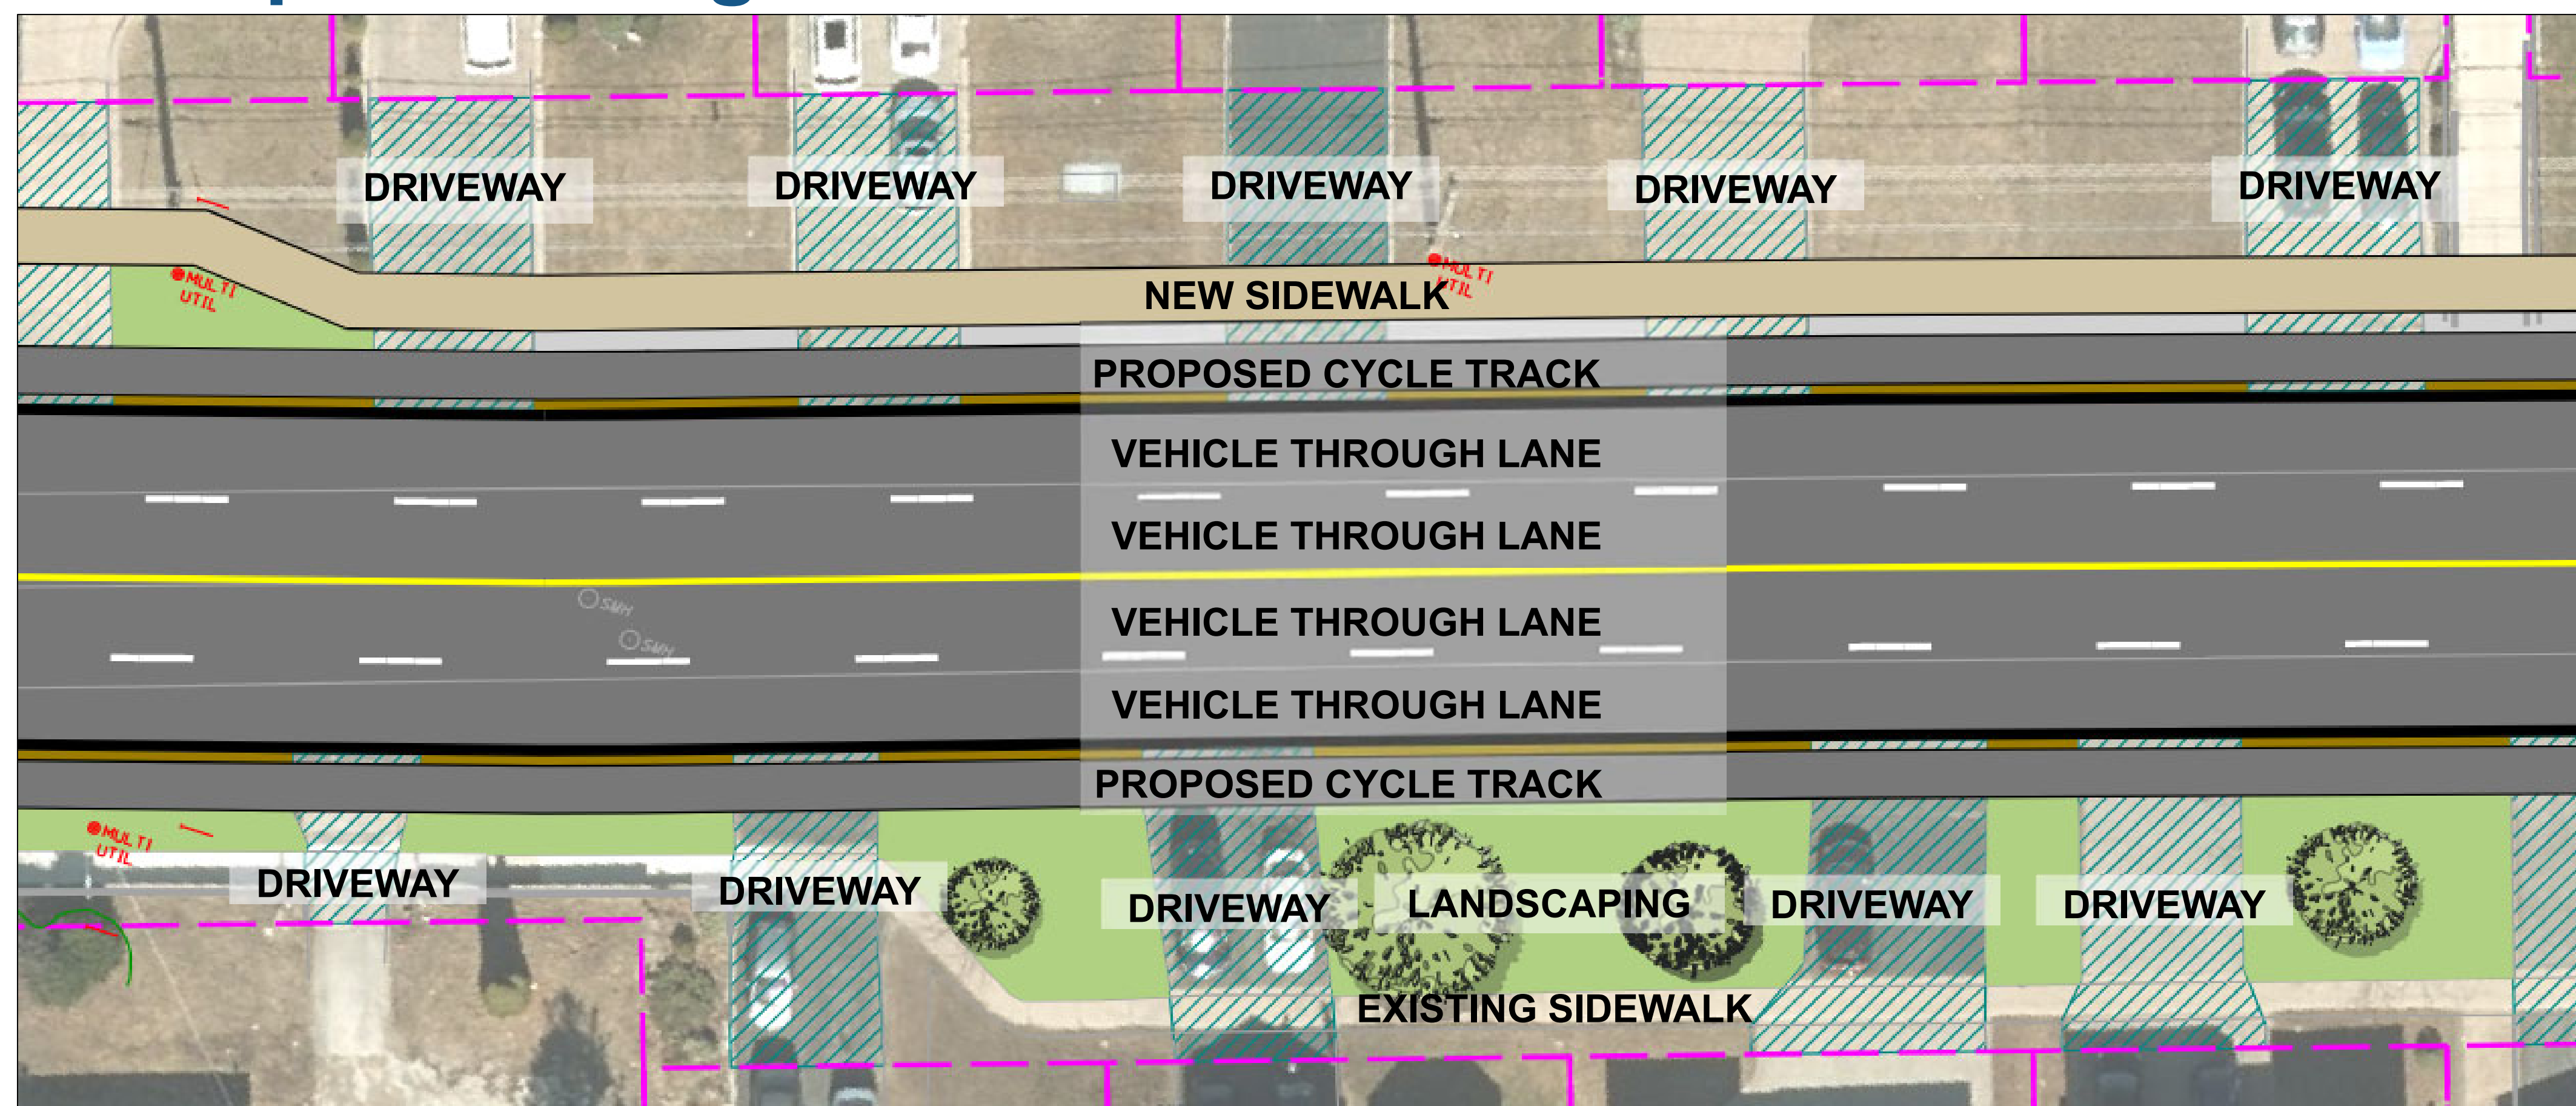 DRIVEWAY DRIVEWAY DRIVEWAY DRIVEWAY DRIVEWAY
MULTI
UTIL
MULTI
UTIL
NEW SIDEWALK
PROPOSED CYCLE TRACK
VEHICLE THROUGH LANE
VEHICLE THROUGH LANE
SMH
VEHICLE THROUGH LANE
SMH
VEHICLE THROUGH LANE
PROPOSED CYCLE TRACK
MULTI
UTIL
DRIVEWAY DRIVEWAY DRIVEWAY LANDSCAPING DRIVEWAY DRIVEWAY
EXISTING SIDEWALK